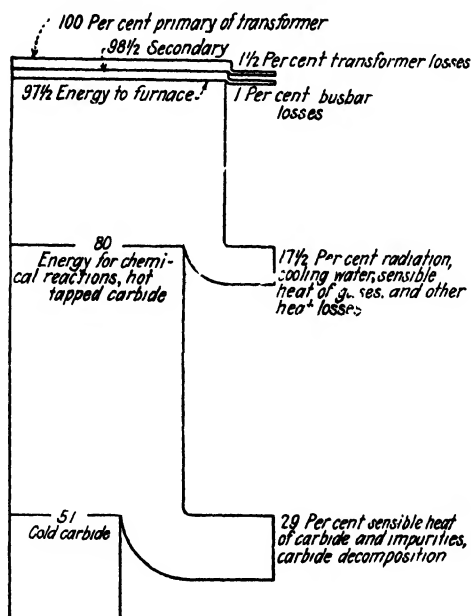 100 Per cent primary of transformer
98½ Secondary
1½ Per cent transformer losses
97½ Energy to furnace
1 Per cent busbar
losses
80
Energy for chemi-
cal reactions, hot
tapped carbide
17½ Per cent radiation,
cooling water, sensible
heat of gases, and other
heat losses
51
Cold carbide
29 Per cent sensible heat
of carbide and impurities,
carbide decomposition